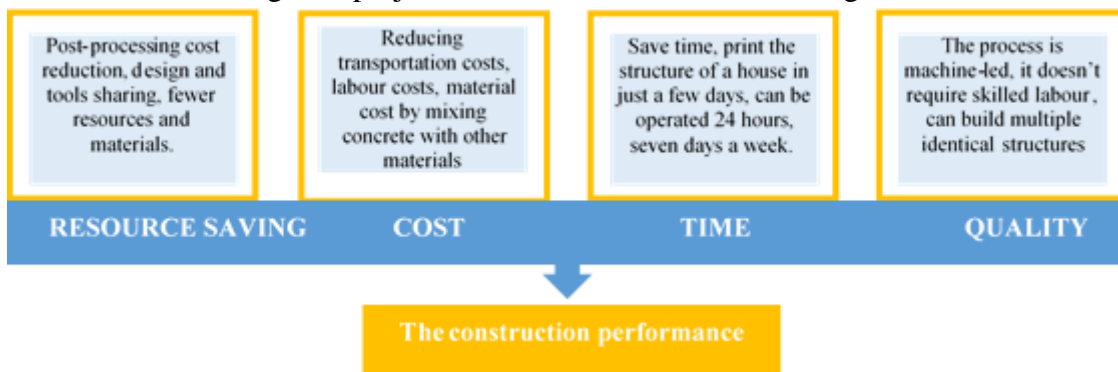 Post-processing cost
reduction, design and
tools sharing, fewer
resources and
materials.
Reducing
transportation costs,
labour costs, material
cost by mixing
concrete with other
materials
Save time, print the
structure of a house in
just a few days, can be
operated 24 hours,
seven days a week.
The process is
machine-led, it doesn't
require skilled labour,
can build multiple
identical structures
RESOURCE SAVING
COST
TIME
QUALITY
The construction performance